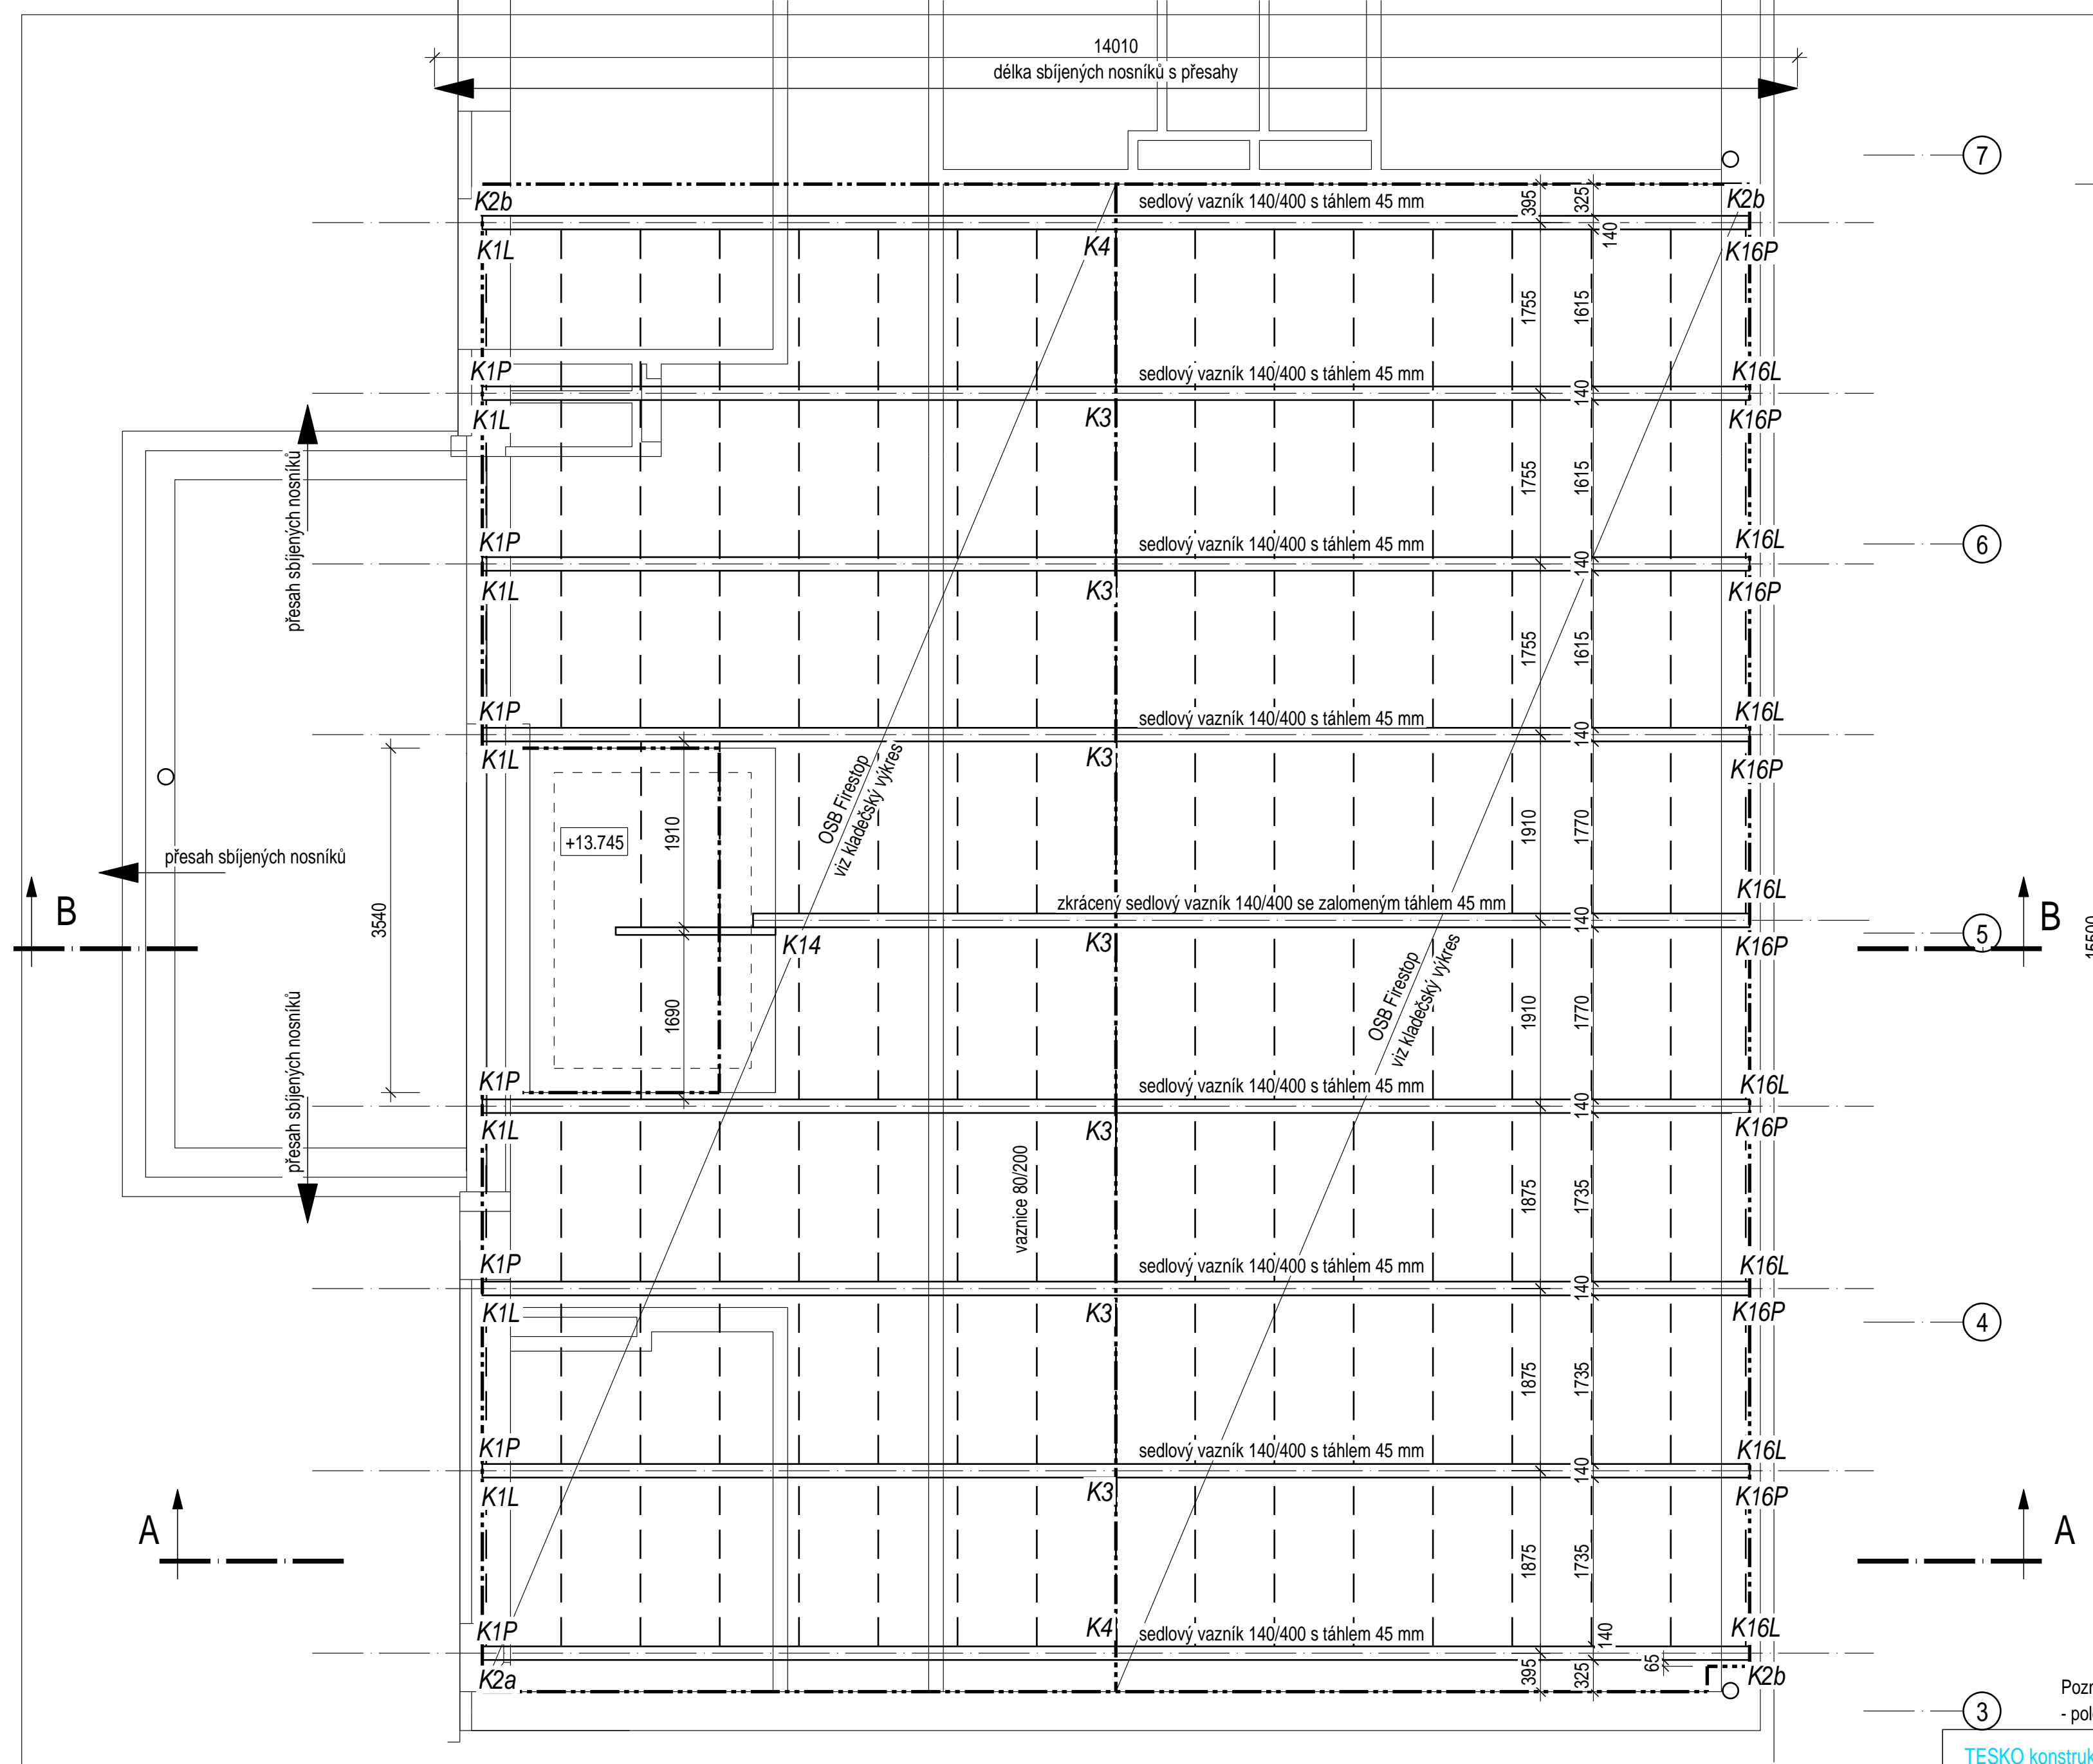 14010
délka sbíjených nosníků s přesahy
7
K2b
sedlový vazník 140/400 s táhlem 45 mm
395
325
K2b
K1L
K4
140
K16P
1755
1615
K1P
sedlový vazník 140/400 s táhlem 45 mm
140
K16L
K1L
K3
K16P
přesah sbíjených nosníků
1755
1615
K1P
sedlový vazník 140/400 s táhlem 45 mm
140
K16L
6
K1L
K3
K16P
1755
1615
K1P
sedlový vazník 140/400 s táhlem 45 mm
140
K16L
K1L
K3
K16P
OSB Firestop
viz kladečský výkres
+13.745
1910
1910
1770
přesah sbíjených nosníků
B
3540
zkrácený sedlový vazník 140/400 se zalomeným táhlem 45 mm
140
K16L
B
5
15500
K14
K3
K16P
OSB Firestop
viz kladečský výkres
1690
1910
1770
přesah sbíjených nosníků
K1P
sedlový vazník 140/400 s táhlem 45 mm
140
K16L
K1L
K3
K16P
vaznice 80/200
1875
1735
K1P
sedlový vazník 140/400 s táhlem 45 mm
140
K16L
K1L
K3
K16P
4
1875
1735
K1P
sedlový vazník 140/400 s táhlem 45 mm
140
K16L
K1L
K3
K16P
A
A
1875
1735
K1P
K4
sedlový vazník 140/400 s táhlem 45 mm
140
K16L
K2a
395
325
65
K2b
3
Pozn
- pol
TESKO konstruk